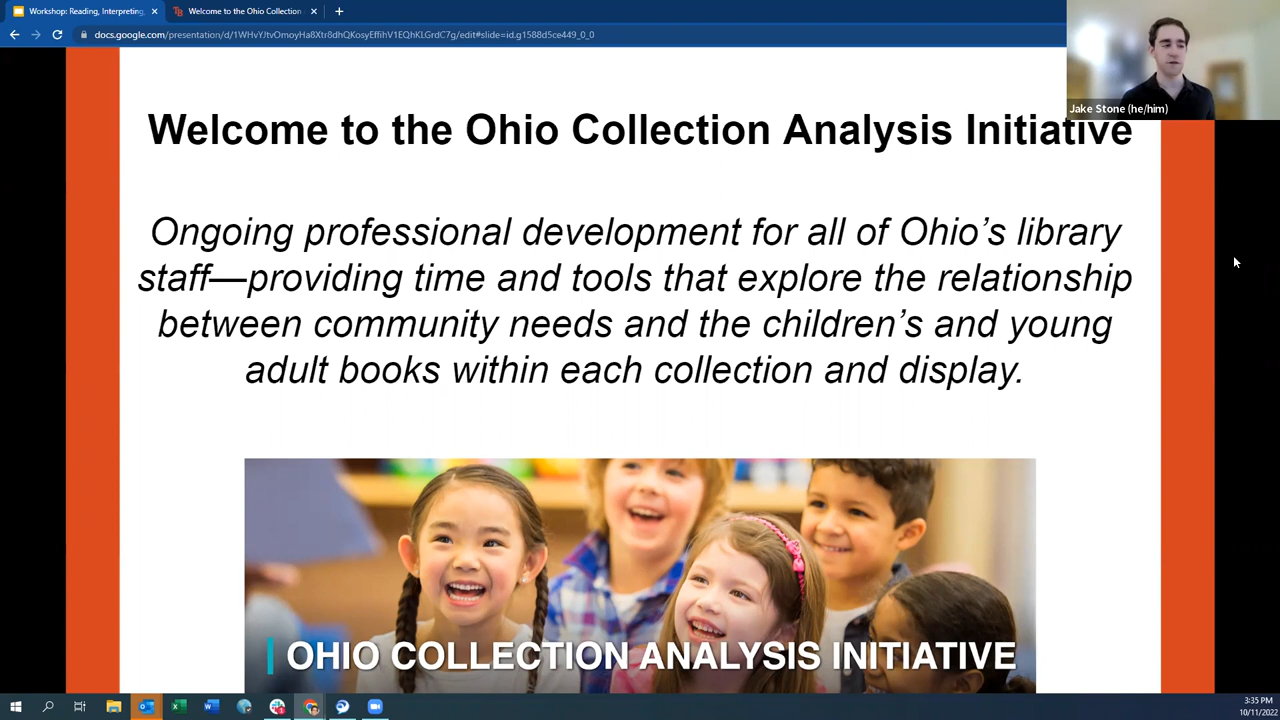 Workshop: Reading, Interpreting,
Welcome to the Ohio Collection
docs.google.com/presentation/d/1WHvYJtvOmoyHa8Xtr8dhQKosyEffihV1EQhKLGrdC7g/edit#slide=id.g1588d5ce449_0_0
Jake Stone (he/him)
Welcome to the Ohio Collection Analysis Initiative
Ongoing professional development for all of Ohio’s library
staff—providing time and tools that explore the relationship
between community needs and the children’s and young
adult books within each collection and display.
OHIO COLLECTION ANALYSIS INITIATIVE
3:35 PM
10/11/2022